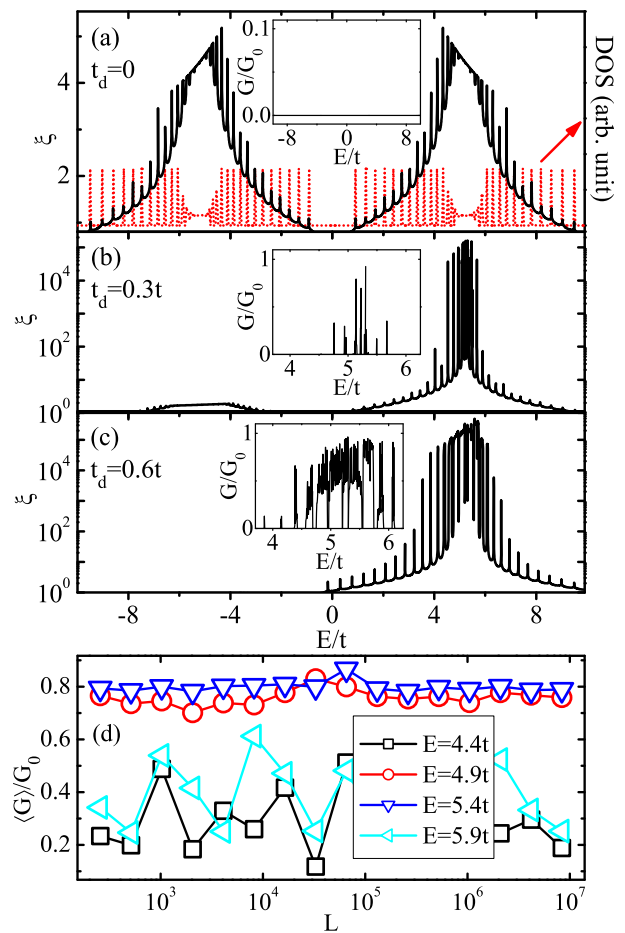 (a)
t_d=0
ξ
4
2
G/G_0
0.1
0.0
-8 0 8
E/t
DOS (arb. unit)
(b)
t_d=0.3t
ξ
10^4
10^2
10^0
G/G_0
1
0
4 5 6
E/t
(c)
t_d=0.6t
ξ
10^4
10^2
10^0
G/G_0
1
0
4 5 6
E/t
-8 -4 0 4 8
E/t
(d)
⟨G⟩/G_0
0.8
0.6
0.4
0.2
E=4.4t
E=4.9t
E=5.4t
E=5.9t
10^3 10^4 10^5 10^6 10^7
L